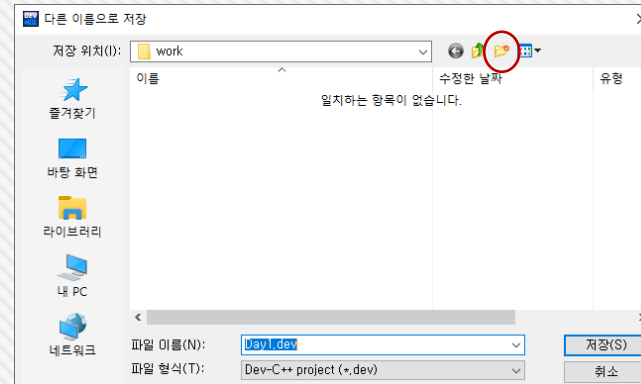 다른 이름으로 저장
저장 위치(I): work
이름 수정한 날짜 유형
일치하는 항목이 없습니다.
즐겨찾기
바탕 화면
라이브러리
내 PC
네트워크
파일 이름(N): Day1.dev 저장(S)
파일 형식(T): Dev-C++ project (*.dev) 취소